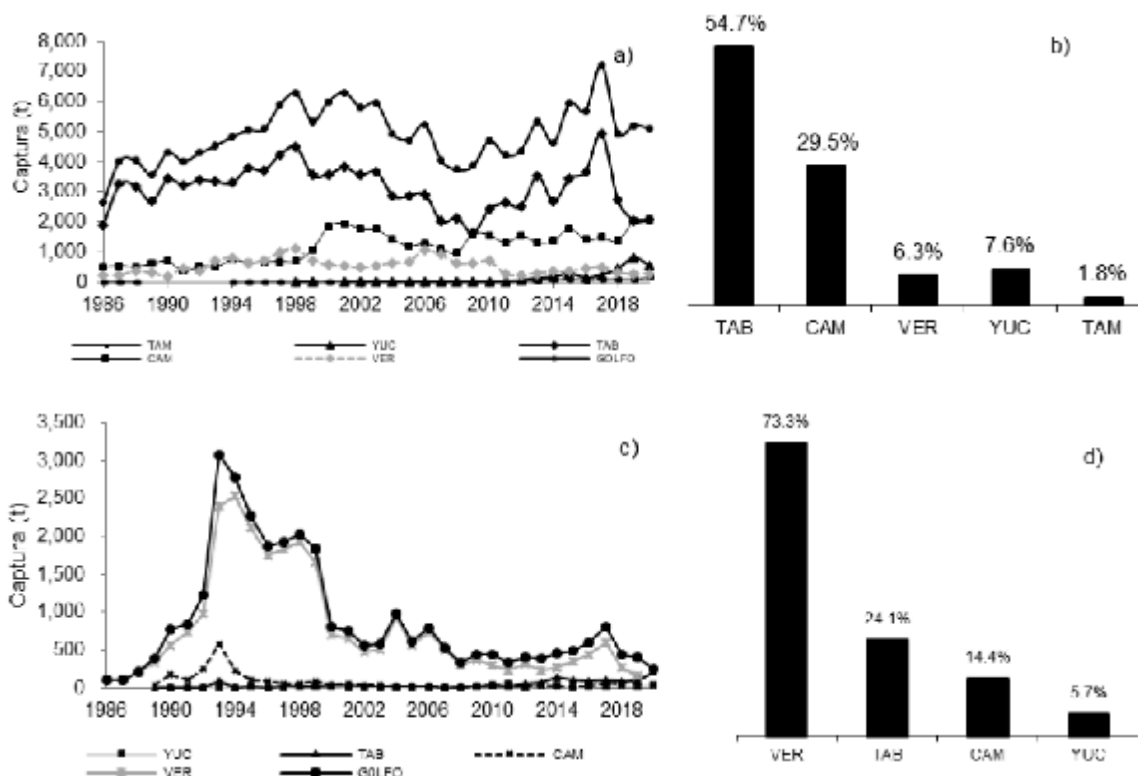 a)
8,000
7,000
6,000
5,000
4,000
3,000
2,000
1,000
0
Captura (t)
1986 1990 1994 1998 2002 2006 2010 2014 2018
TAM YUC TAB
CAM VER GOLFO
b)
54.7%
29.5%
6.3%
7.6%
1.8%
TAB CAM VER YUC TAM
c)
3,500
3,000
2,500
2,000
1,500
1,000
500
0
Captura (t)
1986 1990 1994 1998 2002 2006 2010 2014 2018
YUC TAB CAM
VER GOLFO
d)
73.3%
24.1%
14.4%
5.7%
VER TAB CAM YUC